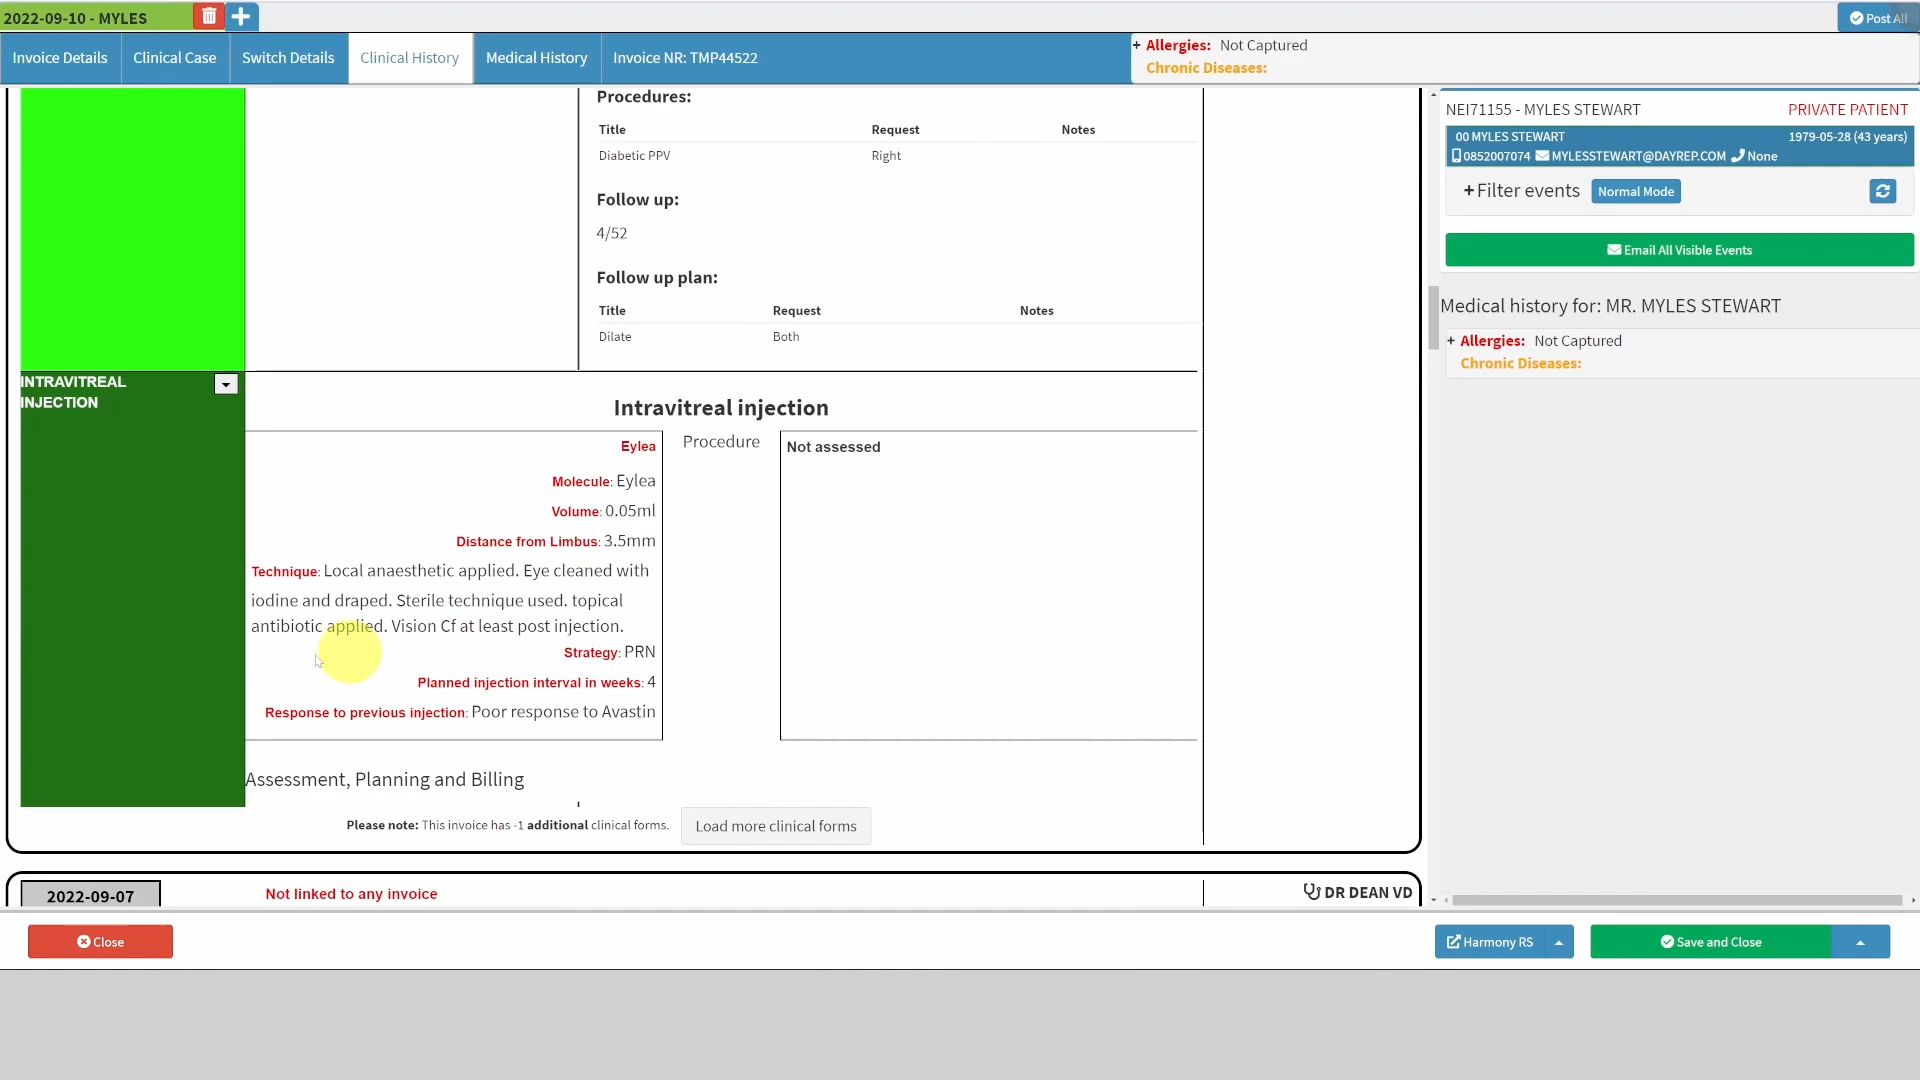 2022-09-10 - MYLES
Post All
Invoice Details
Clinical Case
Switch Details
Clinical History
Medical History
Invoice NR: TMP44522
+ Allergies: Not Captured
Chronic Diseases:
Procedures:
Title Request Notes
Diabetic PPV Right
Follow up:
4/52
Follow up plan:
Title Request Notes
Dilate Both
INTRAVITREAL
INJECTION
Intravitreal injection
Eylea
Procedure
Not assessed
Molecule: Eylea
Volume: 0.05ml
Distance from Limbus: 3.5mm
Technique: Local anaesthetic applied. Eye cleaned with
iodine and draped. Sterile technique used. topical
antibiotic applied. Vision Cf at least post injection.
Strategy: PRN
Planned injection interval in weeks: 4
Response to previous injection: Poor response to Avastin
Assessment, Planning and Billing
Please note: This invoice has -1 additional clinical forms.
Load more clinical forms
2022-09-07
Not linked to any invoice
DR DEAN VD
NEI71155 - MYLES STEWART
PRIVATE PATIENT
00 MYLES STEWART
1979-05-28 (43 years)
0852007074 MYLESSTEWART@DAYREP.COM None
+ Filter events
Normal Mode
Email All Visible Events
Medical history for: MR. MYLES STEWART
+ Allergies: Not Captured
Chronic Diseases:
Close
Harmony RS
Save and Close